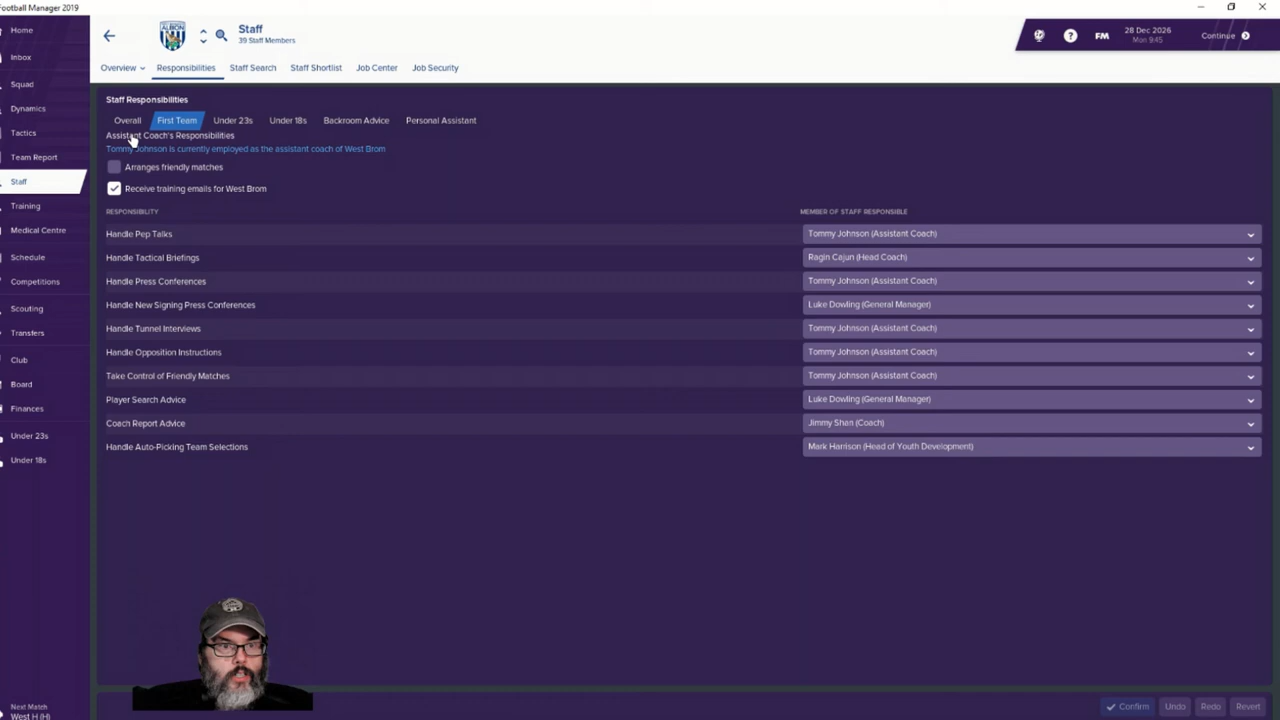 Football Manager 2019
Home
Inbox
Squad
Dynamics
Tactics
Team Report
Staff
Training
Medical Centre
Schedule
Competitions
Scouting
Transfers
Club
Board
Finances
Under 23s
Under 18s
Next Match
West H (H)
ALBION
Staff
39 Staff Members
FM
28 Dec 2026
Mon 9:45
Continue
Overview
Responsibilities
Staff Search
Staff Shortlist
Job Center
Job Security
Staff Responsibilities
Overall
First Team
Under 23s
Under 18s
Backroom Advice
Personal Assistant
Assistant Coach's Responsibilities
Tommy Johnson is currently employed as the assistant coach of West Brom
Arranges friendly matches
Receive training emails for West Brom
RESPONSIBILITY MEMBER OF STAFF RESPONSIBLE
Handle Pep Talks Tommy Johnson (Assistant Coach)
Handle Tactical Briefings Ragin Cajun (Head Coach)
Handle Press Conferences Tommy Johnson (Assistant Coach)
Handle New Signing Press Conferences Luke Dowling (General Manager)
Handle Tunnel Interviews Tommy Johnson (Assistant Coach)
Handle Opposition Instructions Tommy Johnson (Assistant Coach)
Take Control of Friendly Matches Tommy Johnson (Assistant Coach)
Player Search Advice Luke Dowling (General Manager)
Coach Report Advice Jimmy Shan (Coach)
Handle Auto-Picking Team Selections Mark Harrison (Head of Youth Development)
Confirm
Undo
Redo
Revert